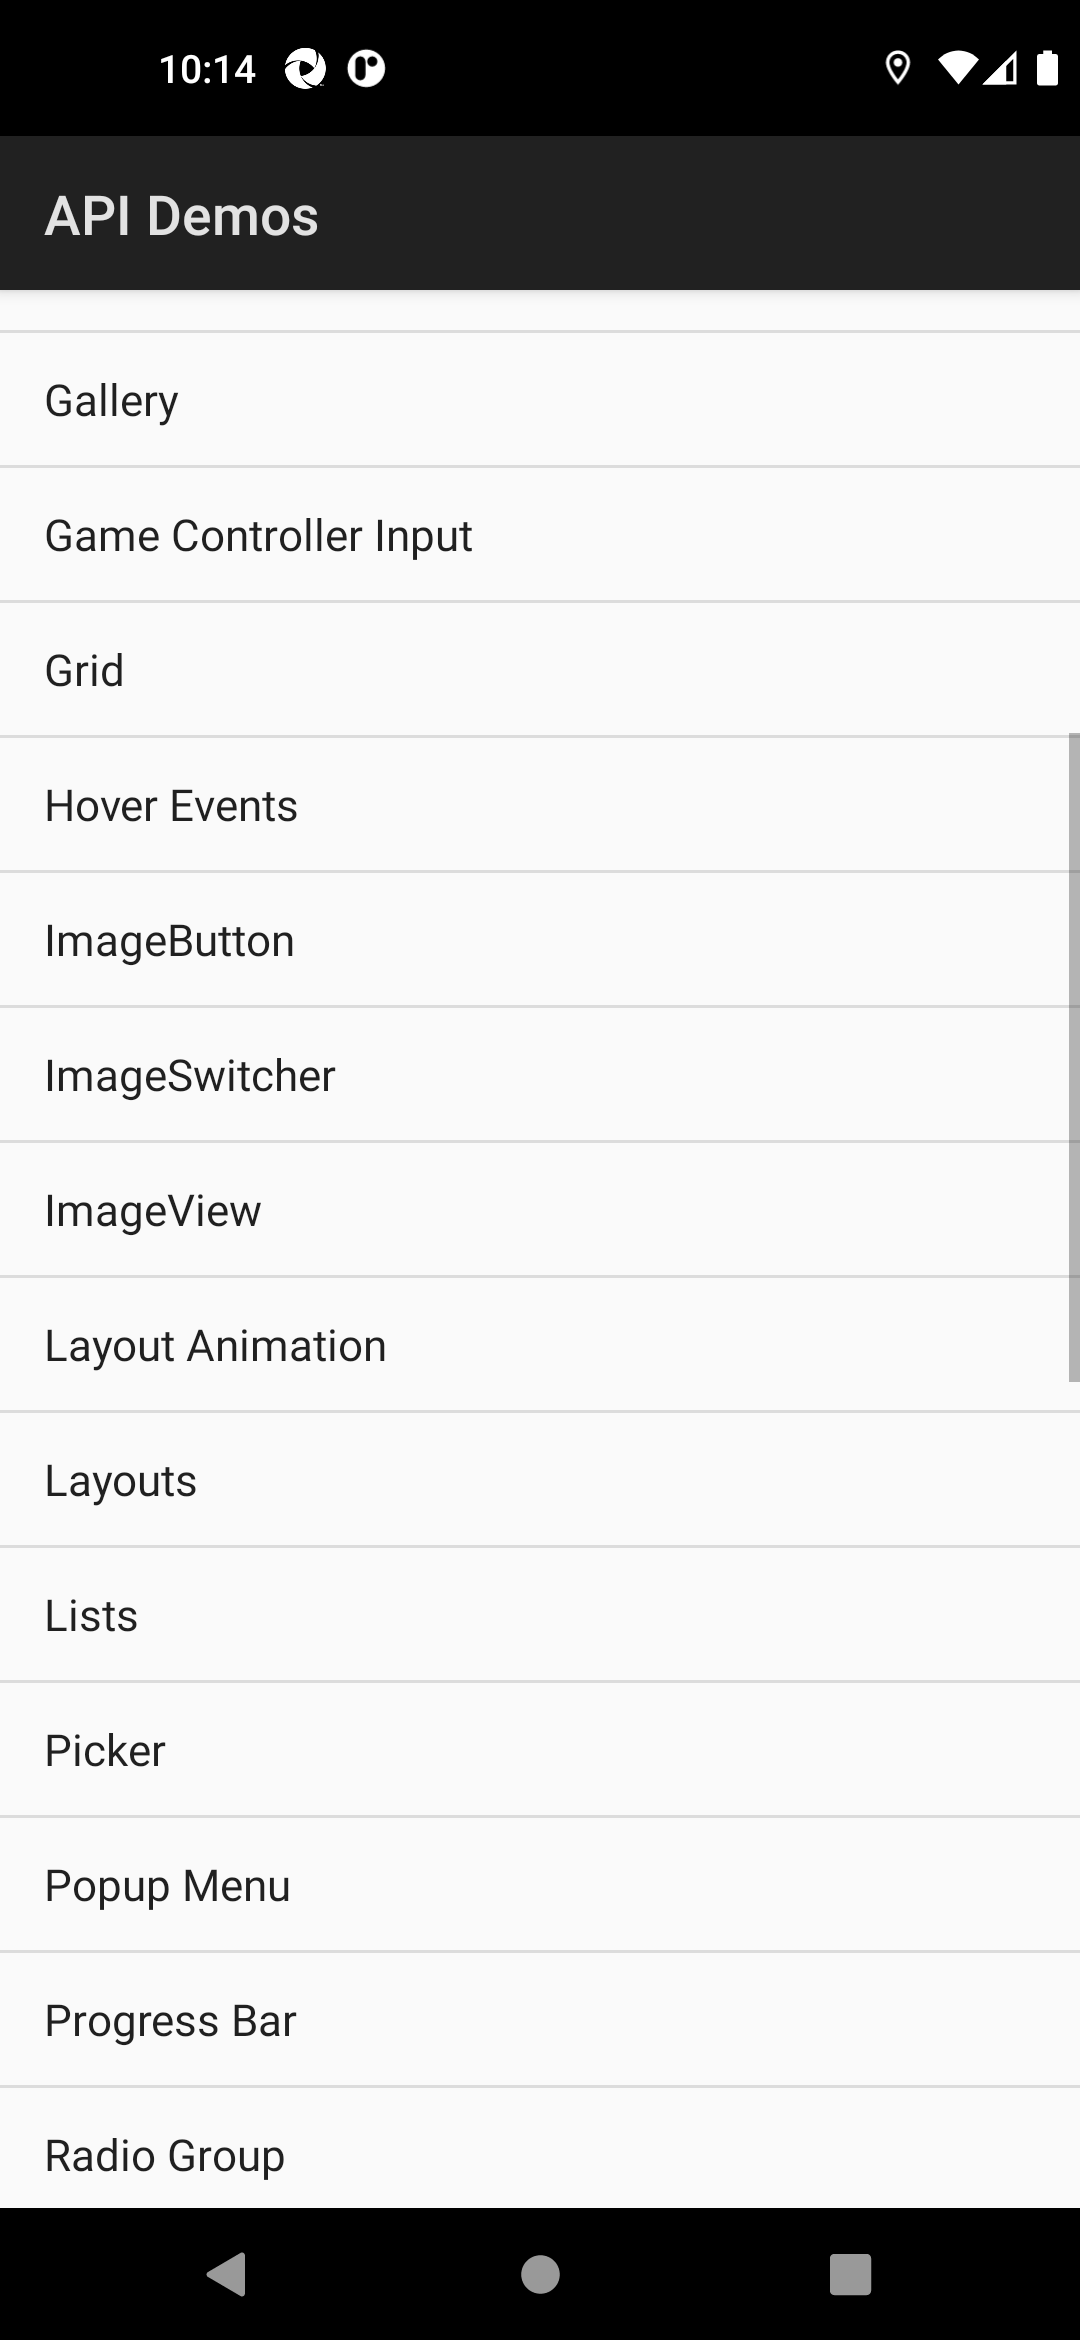 10:14
API Demos
Gallery
Game Controller Input
Grid
Hover Events
ImageButton
ImageSwitcher
ImageView
Layout Animation
Layouts
Lists
Picker
Popup Menu
Progress Bar
Radio Group